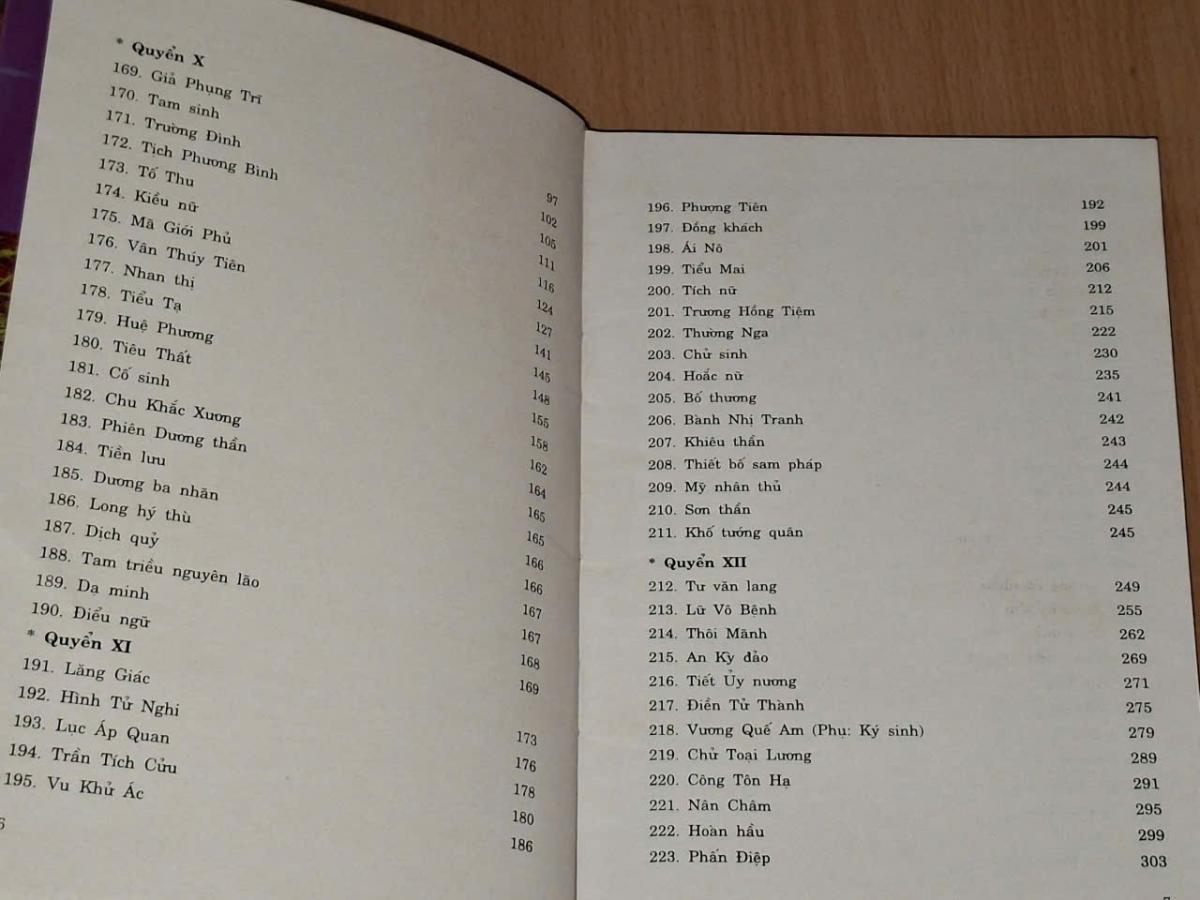 * Quyển X
169. Giả Phụng Trĩ 97
170. Tam sinh 102
171. Trường Đình 105
172. Tịch Phương Bình 111
173. Tố Thu 116
174. Kiều nữ 124
175. Mã Giới Phủ 127
176. Vân Thúy Tiên 141
177. Nhan thị 145
178. Tiểu Tạ 148
179. Huệ Phương 155
180. Tiêu Thất 158
181. Cố sinh 162
182. Chu Khắc Xương 164
183. Phiên Dương thần 165
184. Tiền lưu 165
185. Dương ba nhãn 166
186. Long hý thù 166
187. Dịch quỷ 167
188. Tam triều nguyên lão 167
189. Dạ minh 168
190. Điểu ngữ 169
* Quyển XI
191. Lăng Giác 173
192. Hình Tử Nghi 176
193. Lục Áp Quan 178
194. Trần Tích Cửu 180
195. Vu Khử Ác 186
6
196. Phượng Tiên 192
197. Đồng khách 199
198. Ái Nô 201
199. Tiểu Mai 206
200. Tích nữ 212
201. Trương Hồng Tiệm 215
202. Thường Nga 222
203. Chử sinh 230
204. Hoắc nữ 235
205. Bố thương 241
206. Bành Nhị Tranh 242
207. Khiêu thần 243
208. Thiết bố sam pháp 244
209. Mỹ nhân thủ 244
210. Sơn thần 245
211. Khố tướng quân 245
* Quyển XII
212. Tư văn lang 249
213. Lữ Vô Bệnh 255
214. Thôi Mãnh 262
215. An Kỳ đảo 269
216. Tiết Ủy nương 271
217. Điền Tử Thành 275
218. Vương Quế Am (Phụ: Ký sinh) 279
219. Chử Toại Lương 289
220. Công Tôn Hạ 291
221. Nân Châm 295
222. Hoàn hầu 299
223. Phấn Điệp 303